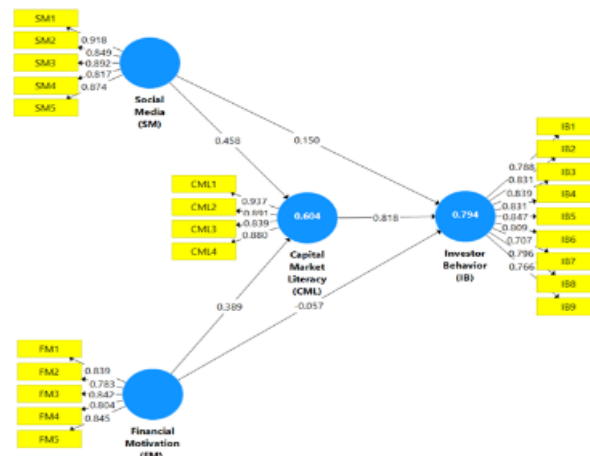 SM1
SM2
SM3
SM4
SM5
0.918
0.849
0.892
0.817
0.874
Social
Media
(SM)
0.458
0.150
CML1
CML2
CML3
CML4
0.937
0.891
0.839
0.880
0.604
Capital
Market
Literacy
(CML)
0.818
0.794
Investor
Behavior
(IB)
IB1
IB2
IB3
IB4
IB5
IB6
IB7
IB8
IB9
0.788
0.831
0.839
0.831
0.847
0.809
0.707
0.796
0.766
0.389
-0.057
FM1
FM2
FM3
FM4
FM5
0.839
0.783
0.842
0.804
0.845
Financial
Motivation
(FM)